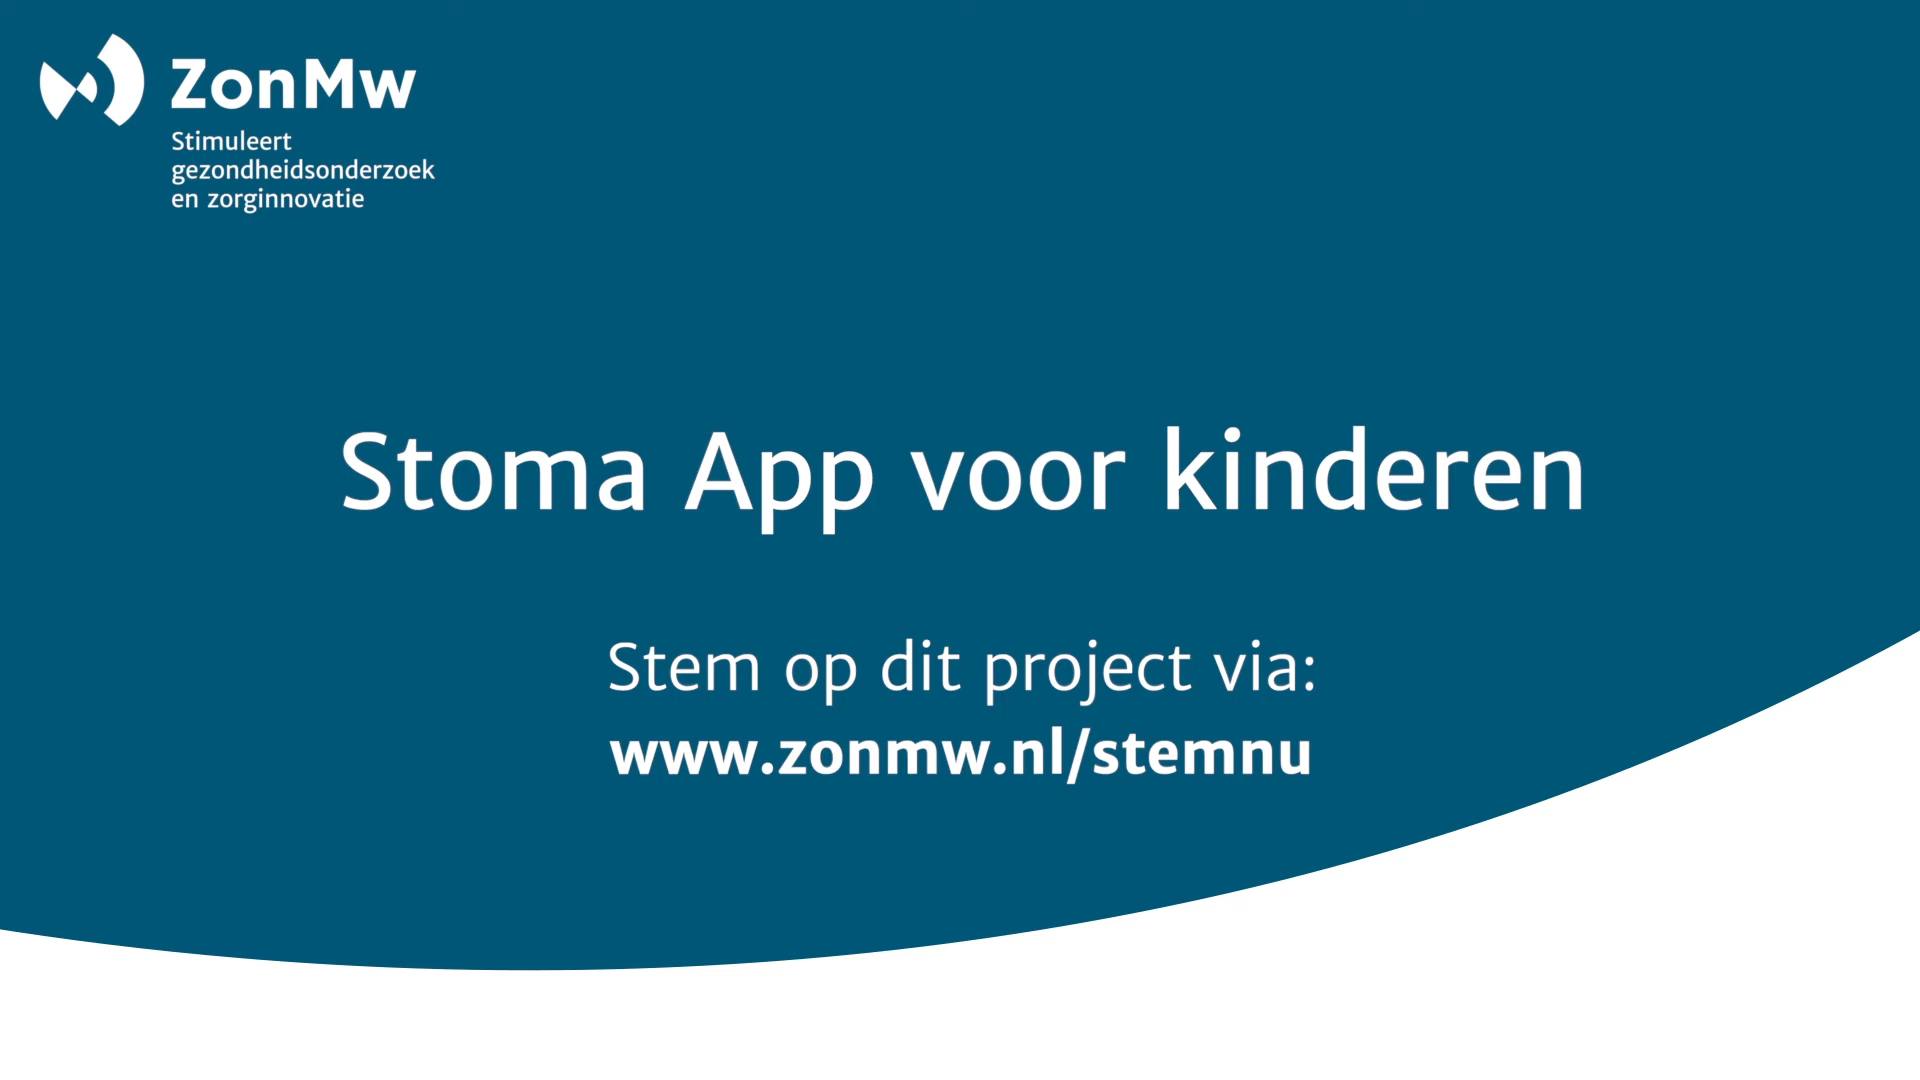 ZonMw
Stimuleert
gezondheidsonderzoek
en zorginnovatie
Stoma App voor kinderen
Stem op dit project via:
www.zonmw.nl/stemnu